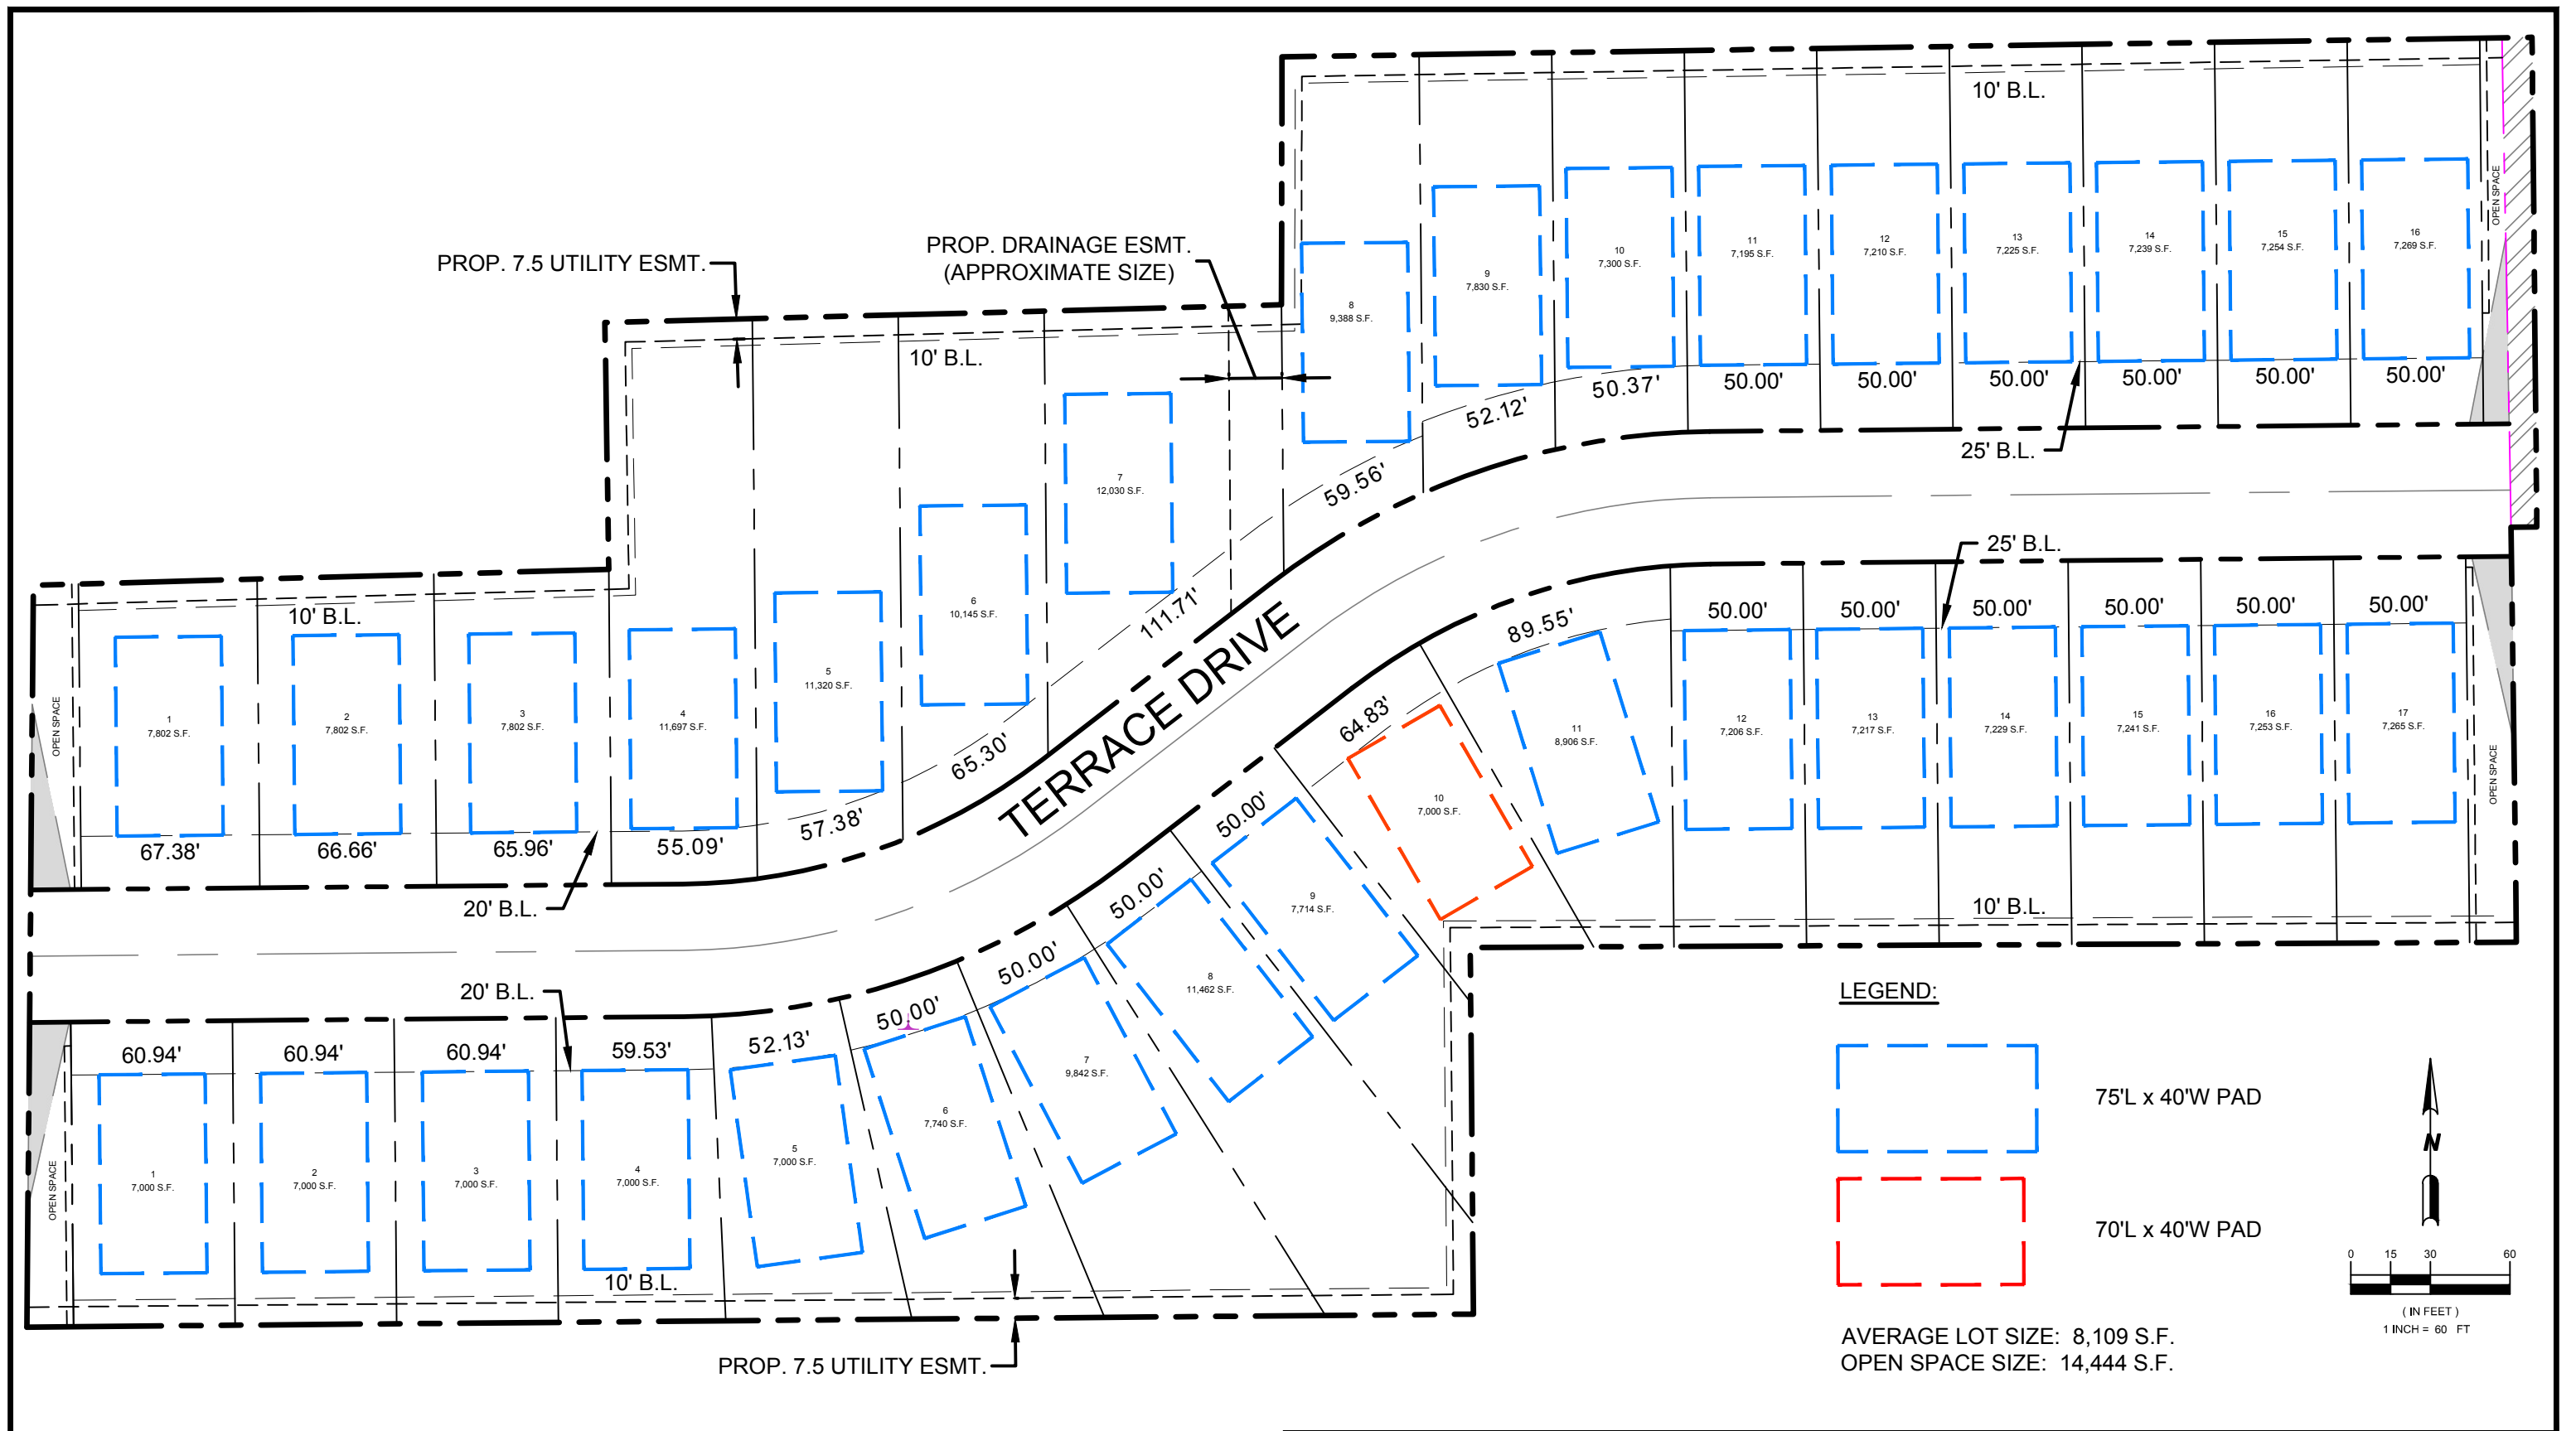 10' B.L.
OPEN SPACE
8
9,388 S.F.
9
7,830 S.F.
10
7,300 S.F.
11
7,195 S.F.
12
7,210 S.F.
13
7,225 S.F.
14
7,239 S.F.
15
7,254 S.F.
16
7,269 S.F.
PROP. 7.5 UTILITY ESMT.
PROP. DRAINAGE ESMT.
(APPROXIMATE SIZE)
10' B.L.
59.56'
52.12'
50.37'
50.00'
50.00'
50.00'
50.00'
50.00'
50.00'
25' B.L.
10' B.L.
OPEN SPACE
1
7,802 S.F.
2
7,802 S.F.
3
7,802 S.F.
4
11,697 S.F.
5
11,320 S.F.
6
10,145 S.F.
7
12,030 S.F.
67.38'
66.66'
65.96'
55.09'
57.38'
65.30'
111.71'
20' B.L.
TERRACE DRIVE
25' B.L.
64.83'
89.55'
50.00'
50.00'
50.00'
50.00'
50.00'
50.00'
10
7,000 S.F.
11
8,906 S.F.
12
7,206 S.F.
13
7,217 S.F.
14
7,229 S.F.
15
7,241 S.F.
16
7,253 S.F.
17
7,265 S.F.
OPEN SPACE
10' B.L.
20' B.L.
60.94'
60.94'
60.94'
59.53'
52.13'
50.00'
50.00'
50.00'
50.00'
OPEN SPACE
1
7,000 S.F.
2
7,000 S.F.
3
7,000 S.F.
4
7,000 S.F.
5
7,000 S.F.
6
7,740 S.F.
7
9,842 S.F.
8
11,462 S.F.
9
7,714 S.F.
10' B.L.
PROP. 7.5 UTILITY ESMT.
LEGEND:
75'L x 40'W PAD
70'L x 40'W PAD
AVERAGE LOT SIZE: 8,109 S.F.
OPEN SPACE SIZE: 14,444 S.F.
N
0 15 30 60
( IN FEET )
1 INCH = 60 FT